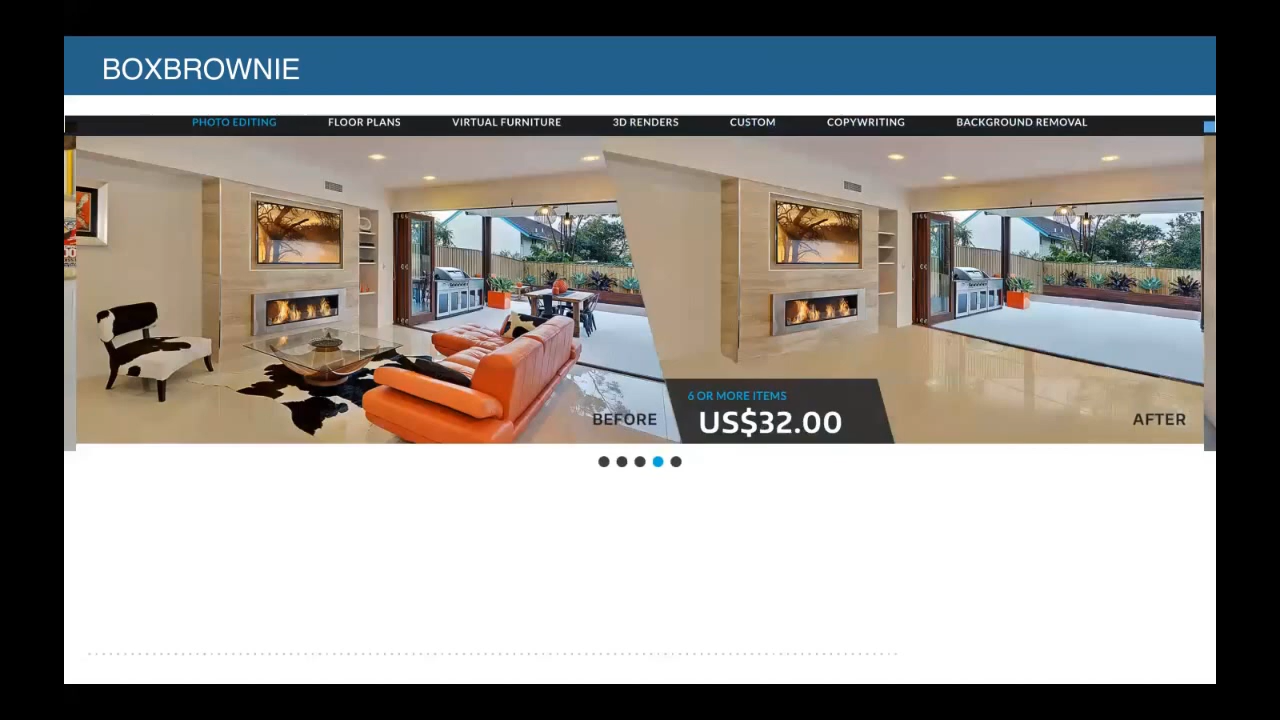 BOXBROWNIE
PHOTO EDITING FLOOR PLANS VIRTUAL FURNITURE 3D RENDERS CUSTOM COPYWRITING BACKGROUND REMOVAL
6 OR MORE ITEMS
BEFORE US$32.00 AFTER